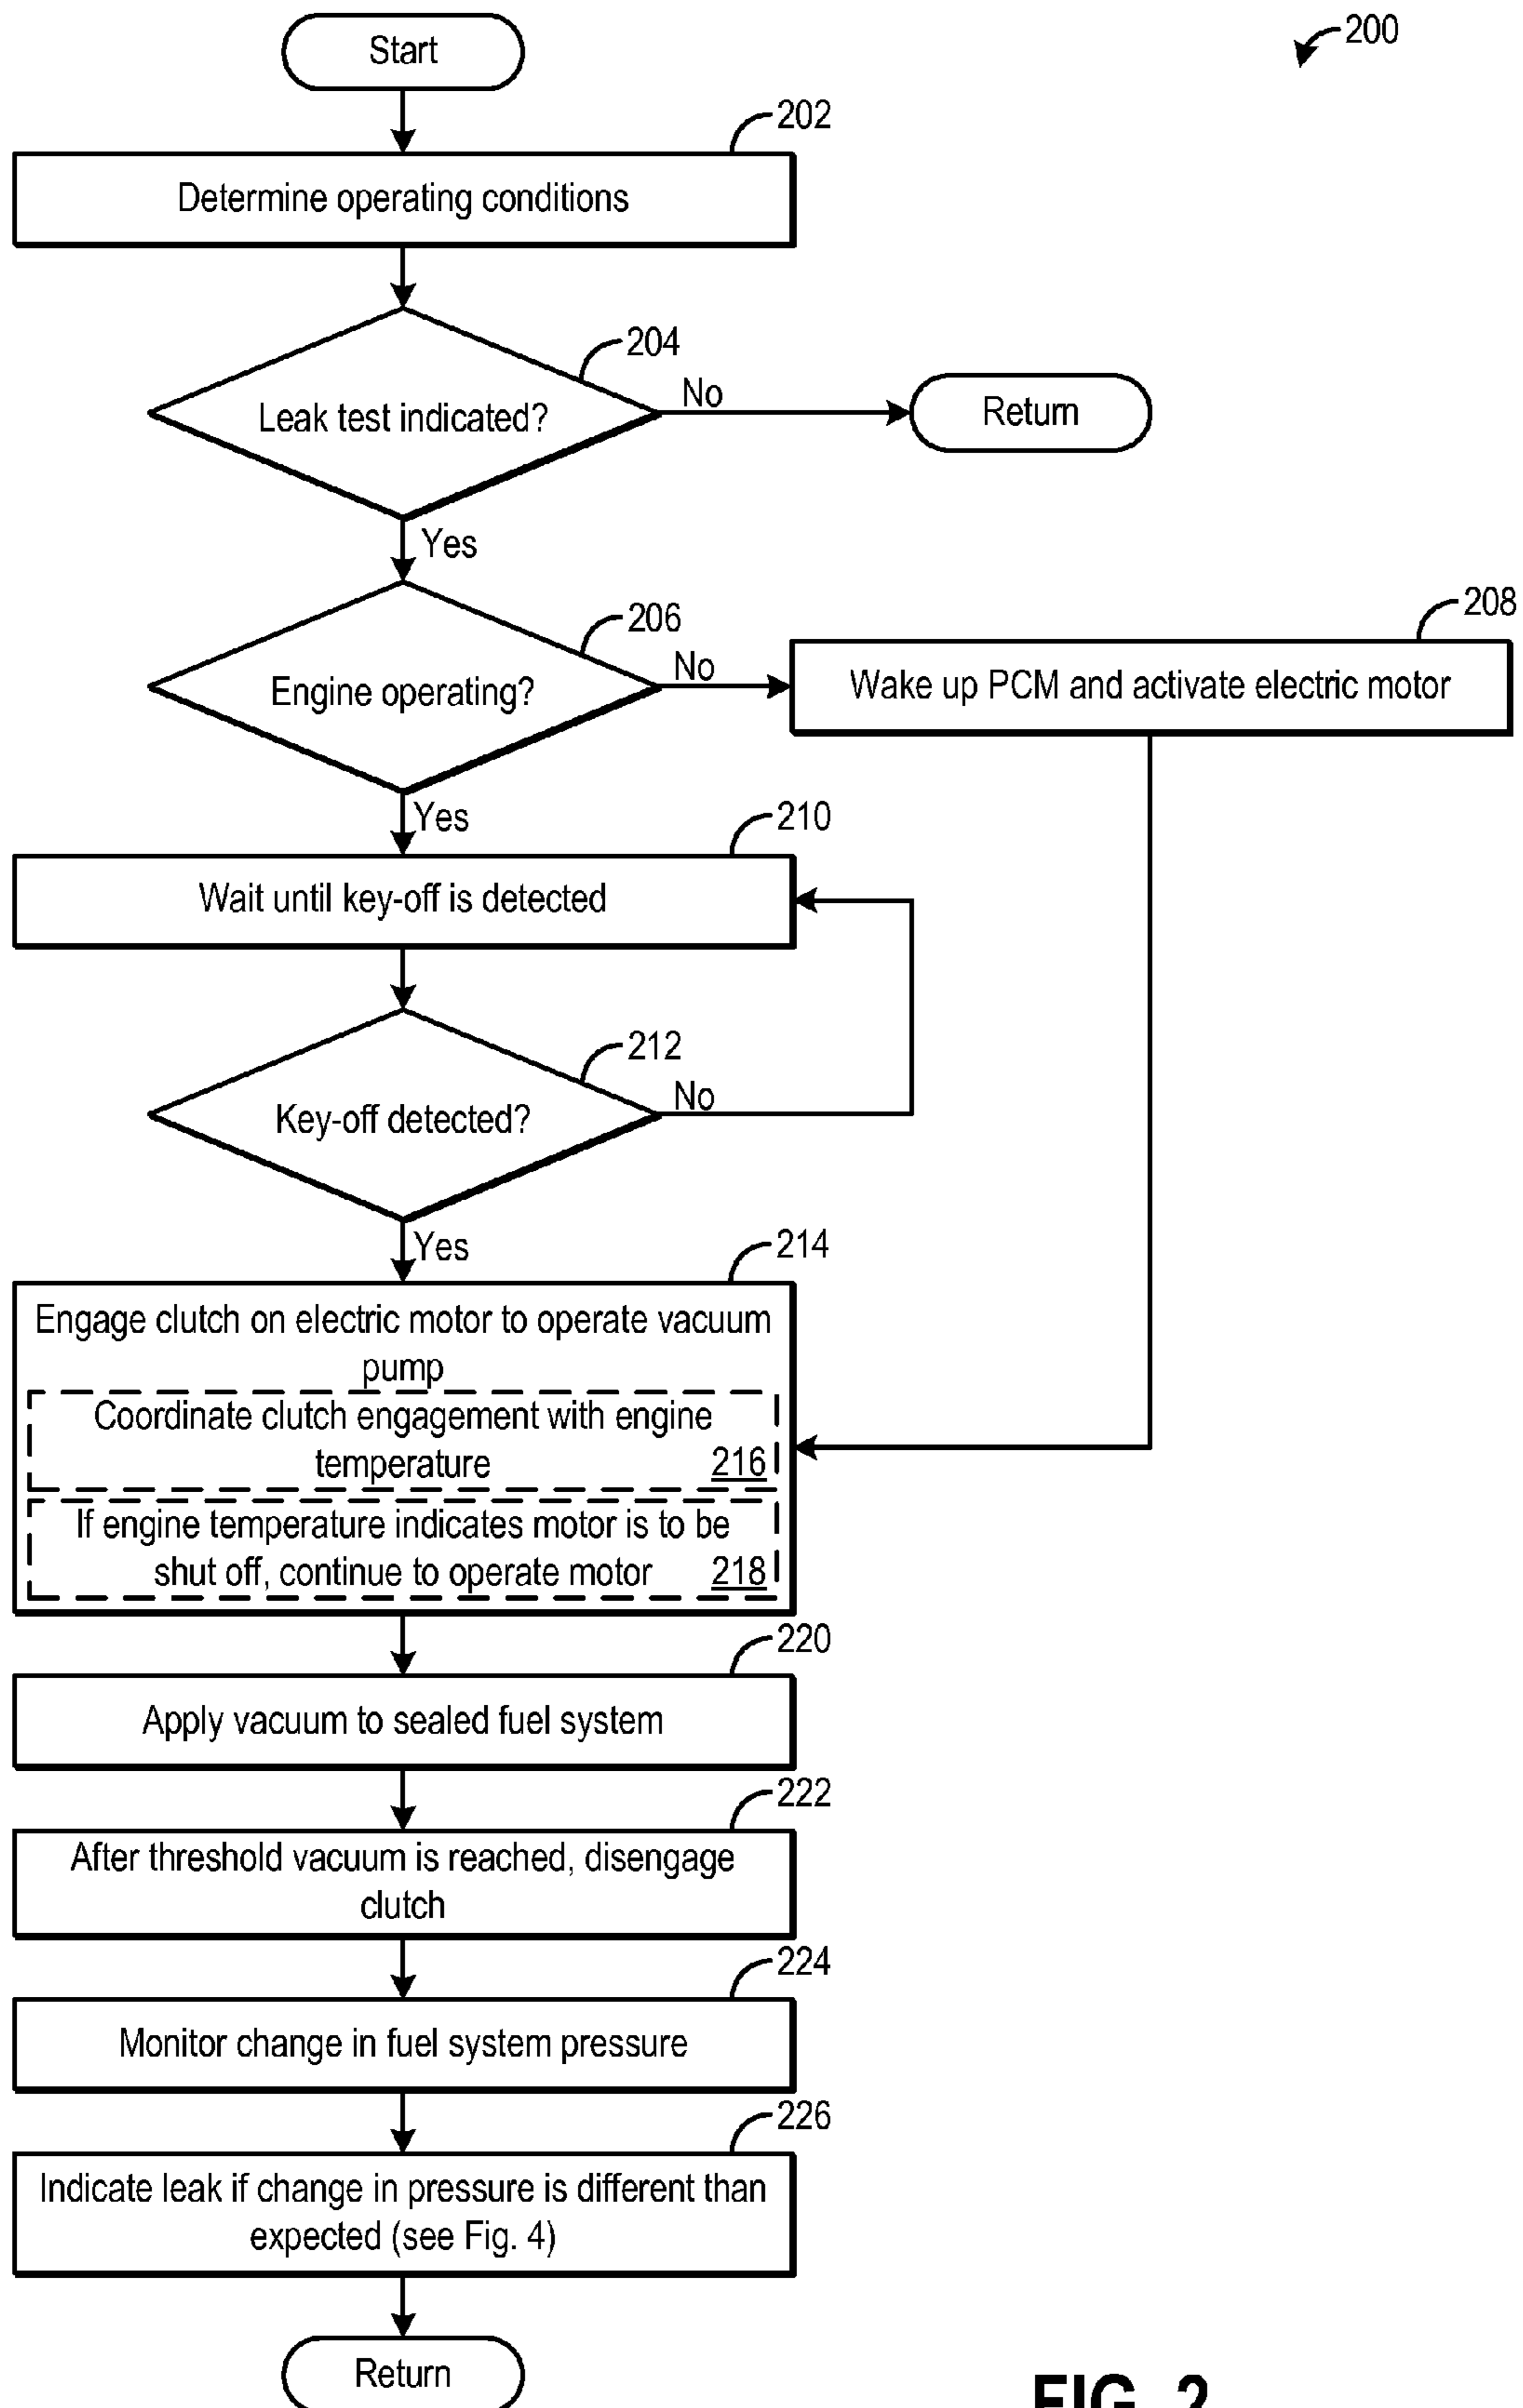 200
Start
202
Determine operating conditions
204
Leak test indicated?
No
Return
Yes
206
Engine operating?
No
208
Wake up PCM and activate electric motor
Yes
210
Wait until key-off is detected
212
Key-off detected?
No
Yes
214
Engage clutch on electric motor to operate vacuum
pump
Coordinate clutch engagement with engine
temperature
216
If engine temperature indicates motor is to be
shut off, continue to operate motor
218
220
Apply vacuum to sealed fuel system
222
After threshold vacuum is reached, disengage
clutch
224
Monitor change in fuel system pressure
226
Indicate leak if change in pressure is different than
expected (see Fig. 4)
Return
FIG. 2